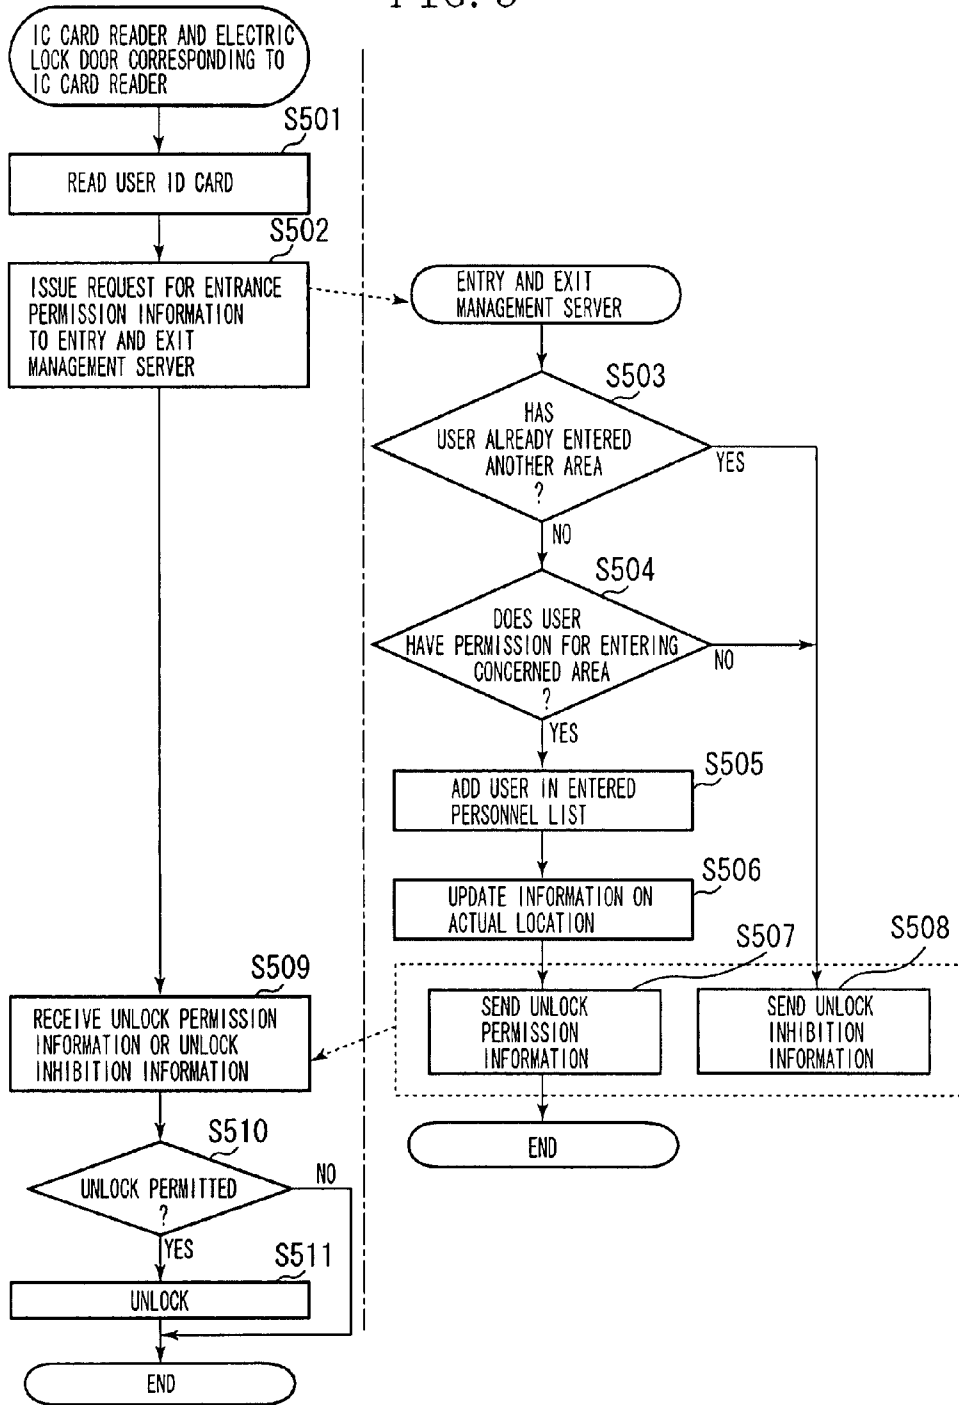 IC CARD READER AND ELECTRIC
LOCK DOOR CORRESPONDING TO
IC CARD READER
S501
READ USER ID CARD
S502
ISSUE REQUEST FOR ENTRANCE
PERMISSION INFORMATION
TO ENTRY AND EXIT
MANAGEMENT SERVER
ENTRY AND EXIT
MANAGEMENT SERVER
S503
HAS
USER ALREADY ENTERED
ANOTHER AREA
?
YES
NO
S504
DOES USER
HAVE PERMISSION FOR ENTERING
CONCERNED AREA
?
NO
YES
S505
ADD USER IN ENTERED
PERSONNEL LIST
S506
UPDATE INFORMATION ON
ACTUAL LOCATION
S507
SEND UNLOCK
PERMISSION
INFORMATION
S508
SEND UNLOCK
INHIBITION
INFORMATION
END
S509
RECEIVE UNLOCK PERMISSION
INFORMATION OR UNLOCK
INHIBITION INFORMATION
S510
UNLOCK PERMITTED
?
NO
YES
S511
UNLOCK
END